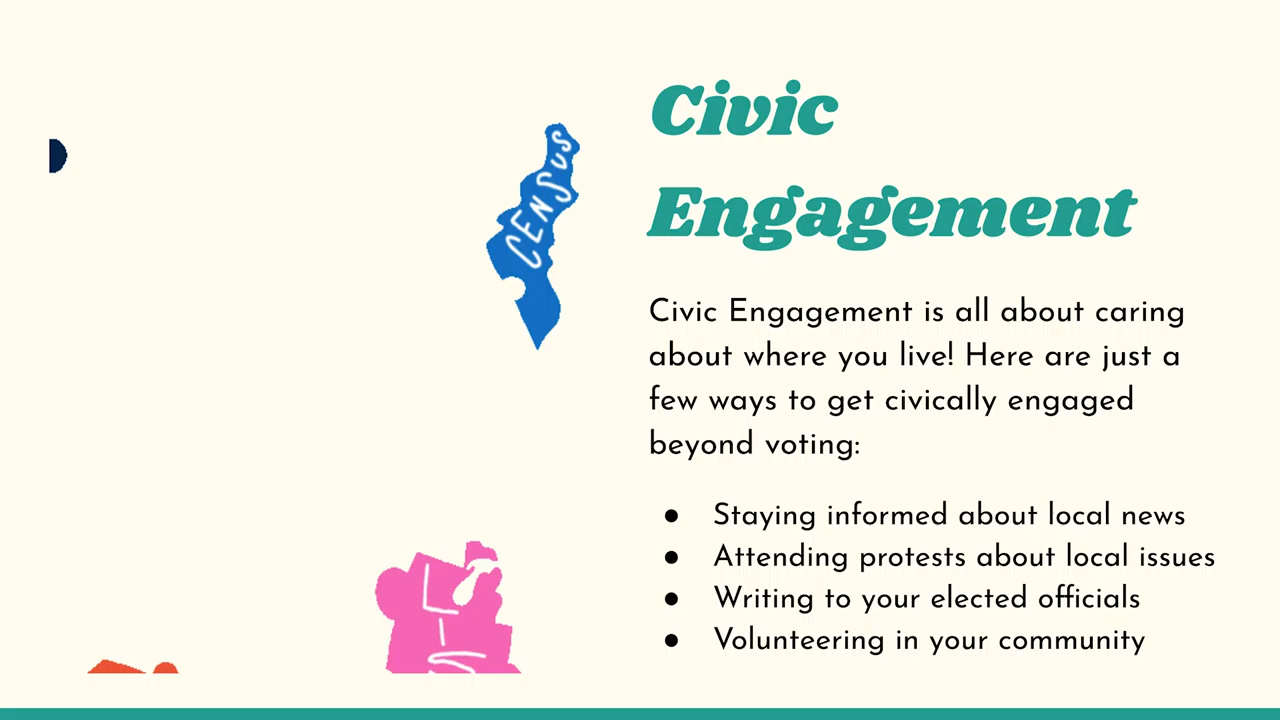 Civic
Engagement
CENSUS
Civic Engagement is all about caring
about where you live! Here are just a
few ways to get civically engaged
beyond voting:
● Staying informed about local news
● Attending protests about local issues
● Writing to your elected officials
● Volunteering in your community